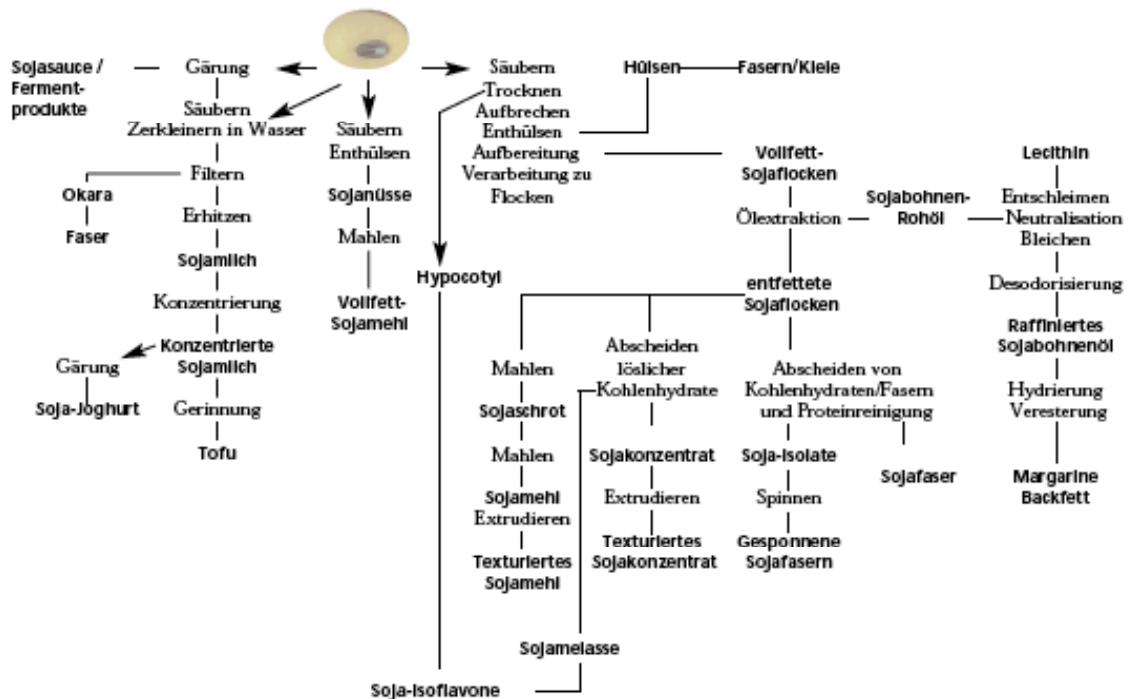 Sojasauce /
Ferment-
produkte
Gärung
Säubern
Zerkleinern in Wasser
Filtern
Okara
Faser
Erhitzen
Sojamilch
Konzentrierung
Konzentrierte
Sojamilch
Gärung
Soja-Joghurt
Gerinnung
Tofu
Säubern
Enthülsen
Sojanüsse
Mahlen
Vollfett-
Sojamehl
Säubern
Trocknen
Aufbrechen
Enthülsen
Aufbereitung
Verarbeitung zu
Flocken
Hülsen
Fasern/Kleie
Hypocotyl
Vollfett-
Sojaflocken
Ölextraktion
Sojabohnen-
Rohöl
Lecithin
Entschleimen
Neutralisation
Bleichen
Desodorisierung
Raffiniertes
Sojabohnenöl
Hydrierung
Veresterung
Margarine
Backfett
entfettete
Sojaflocken
Mahlen
Sojaschrot
Mahlen
Sojamehl
Extrudieren
Texturiertes
Sojamehl
Abscheiden
löslicher
Kohlenhydrate
Sojakonzentrat
Extrudieren
Texturiertes
Sojakonzentrat
Abscheiden von
Kohlenhydraten/Fasern
und Proteinreinigung
Soja-Isolate
Spinnen
Gesponnene
Sojafasern
Sojafaser
Sojamelasse
Soja-Isoflavone